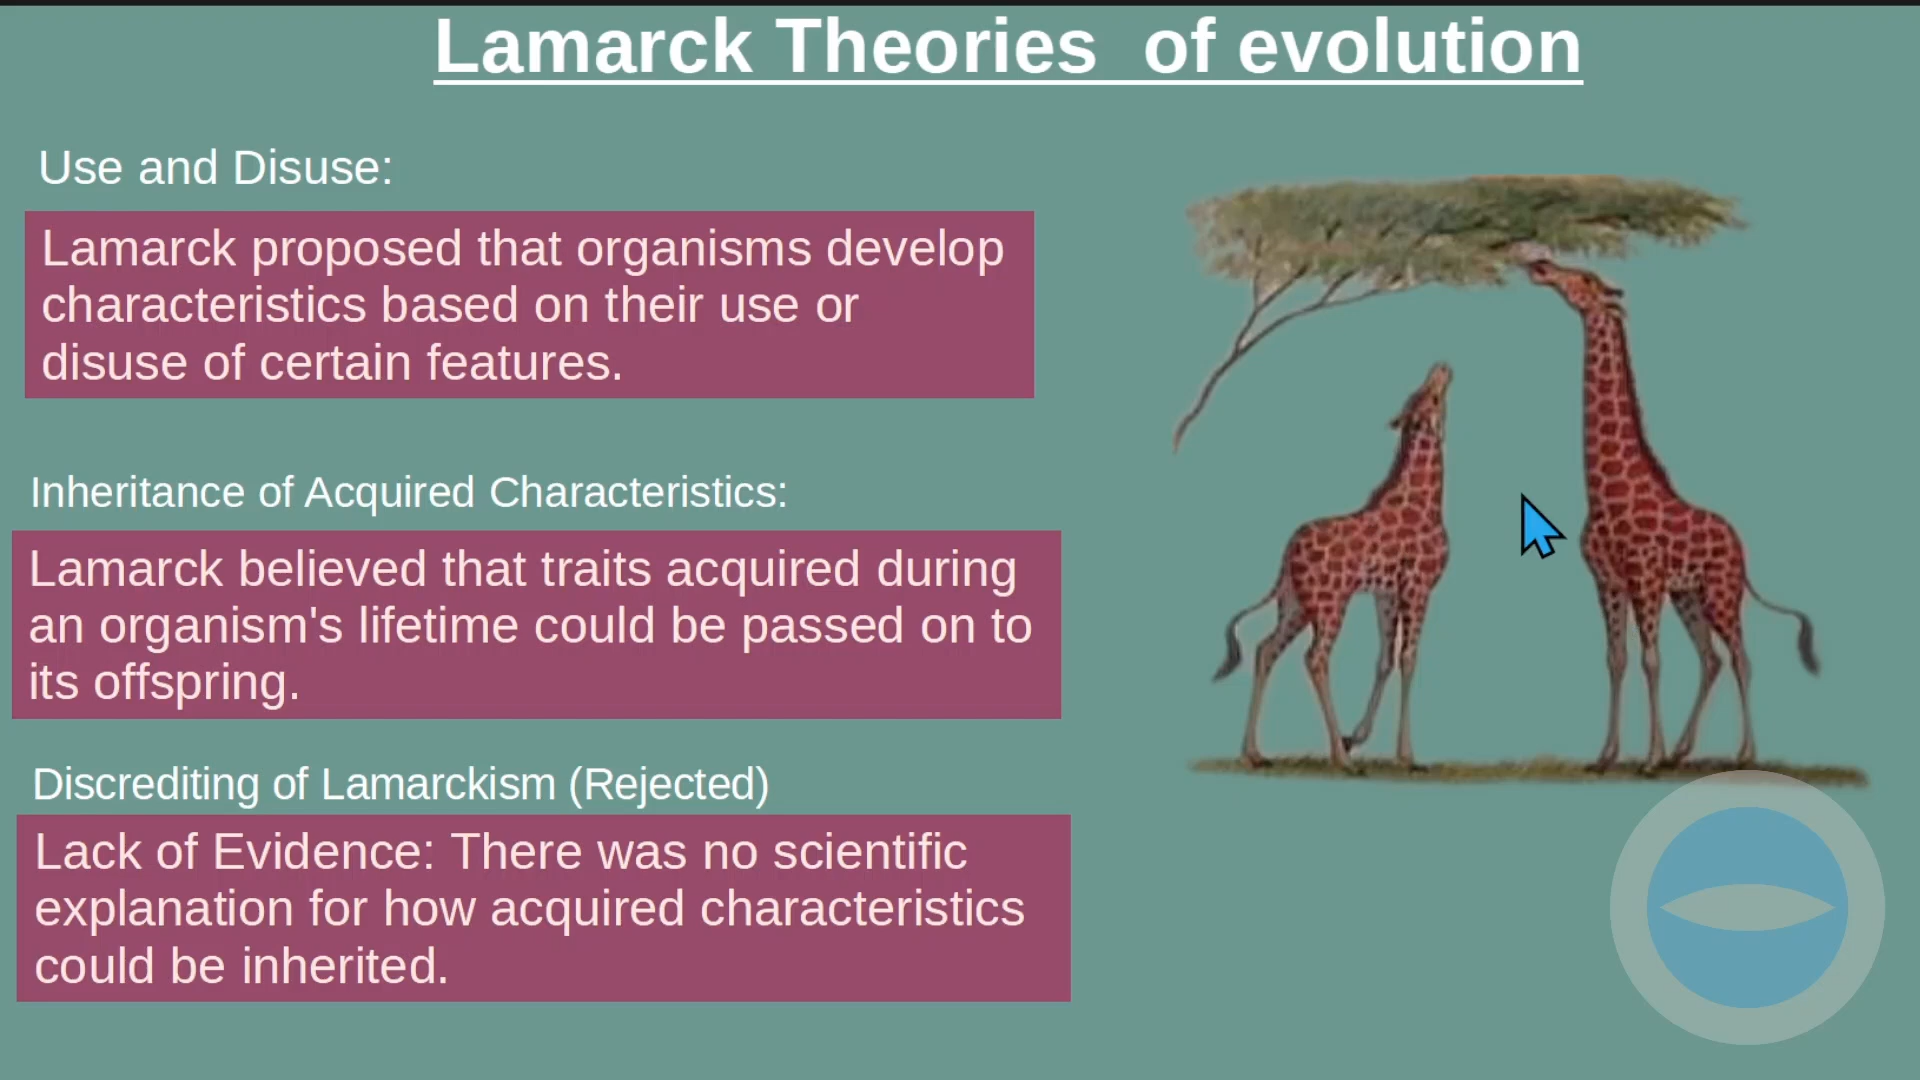 Lamarck Theories  of evolution
Use and Disuse:
Lamarck proposed that organisms develop
characteristics based on their use or
disuse of certain features.
Inheritance of Acquired Characteristics:
Lamarck believed that traits acquired during
an organism's lifetime could be passed on to
its offspring.
Discrediting of Lamarckism (Rejected)
Lack of Evidence: There was no scientific
explanation for how acquired characteristics
could be inherited.